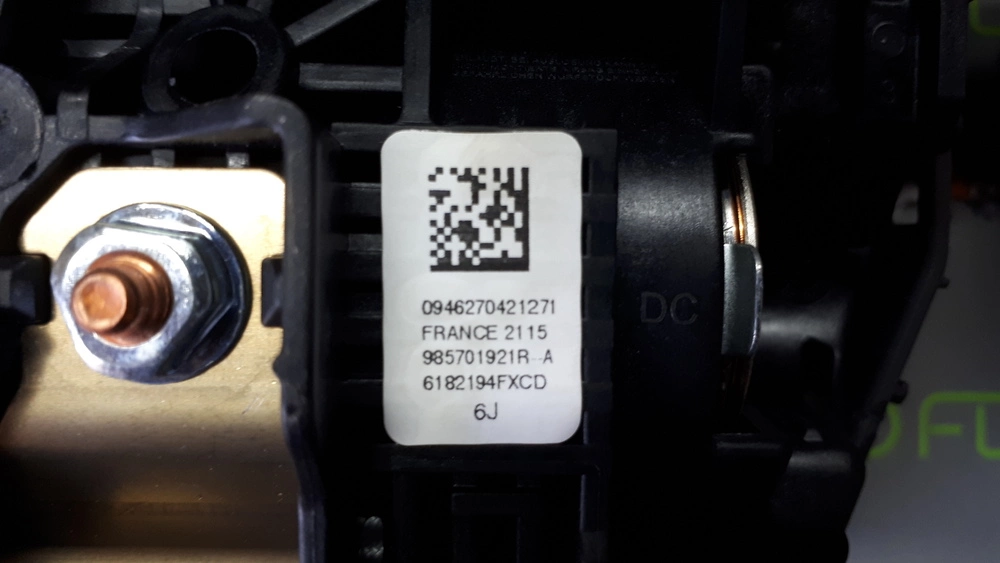 0946270421271
FRANCE 2115
985701921R--A
6182194FXCD
6J
DC